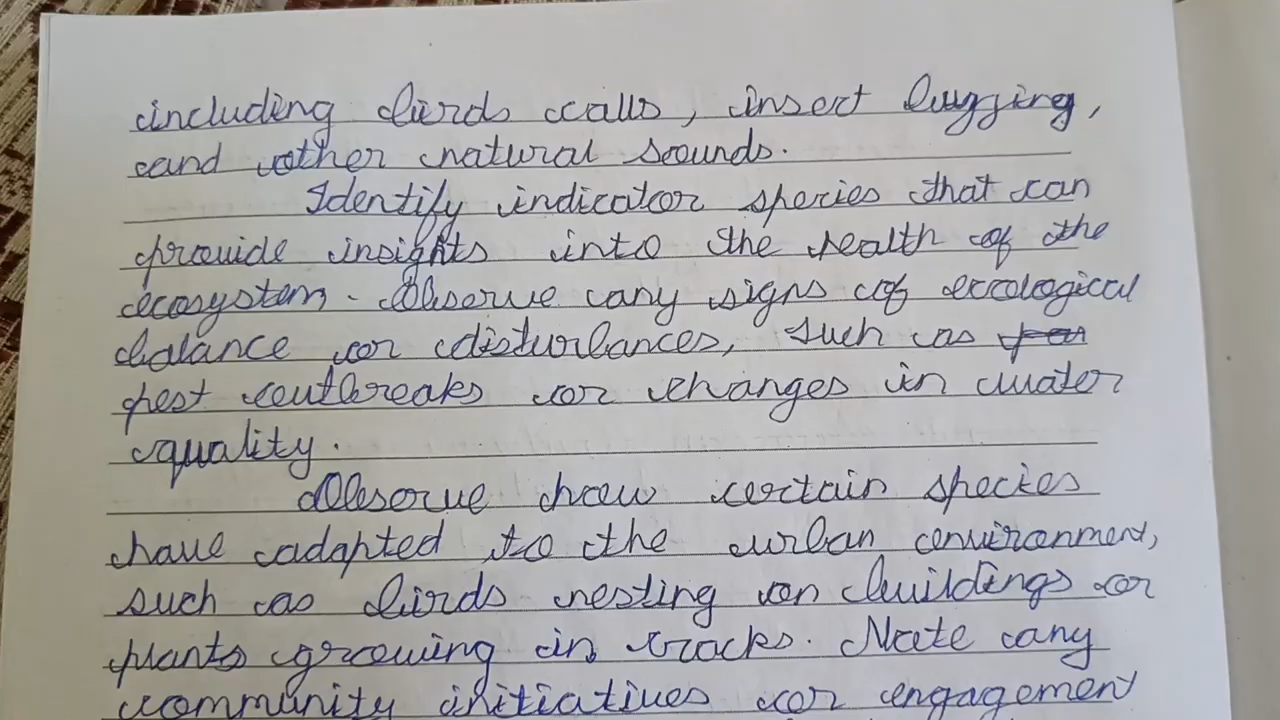 including birds calls, insect buzzing,
and other natural sounds.
Identify indicator species that can
provide insights into the health of the
ecosystem. Observe any signs of ecological
balance or disturbances, such as
pest outbreaks or changes in water
quality.
Observe how certain species
have adapted to the urban environment,
such as birds nesting on buildings or
plants growing in cracks. Note any
community initiatives or engagement